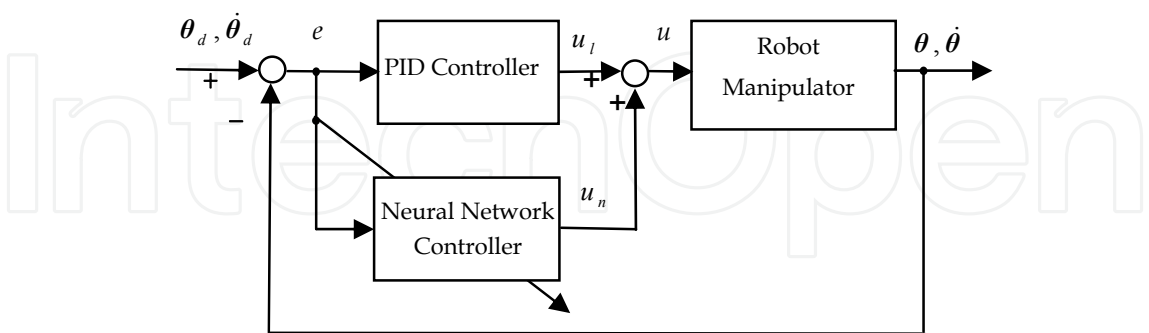 θ_d, θ̇_d
e
PID Controller
u_l
u
Robot
Manipulator
θ, θ̇
+
−
+
+
u_n
Neural Network
Controller
IntechOpen